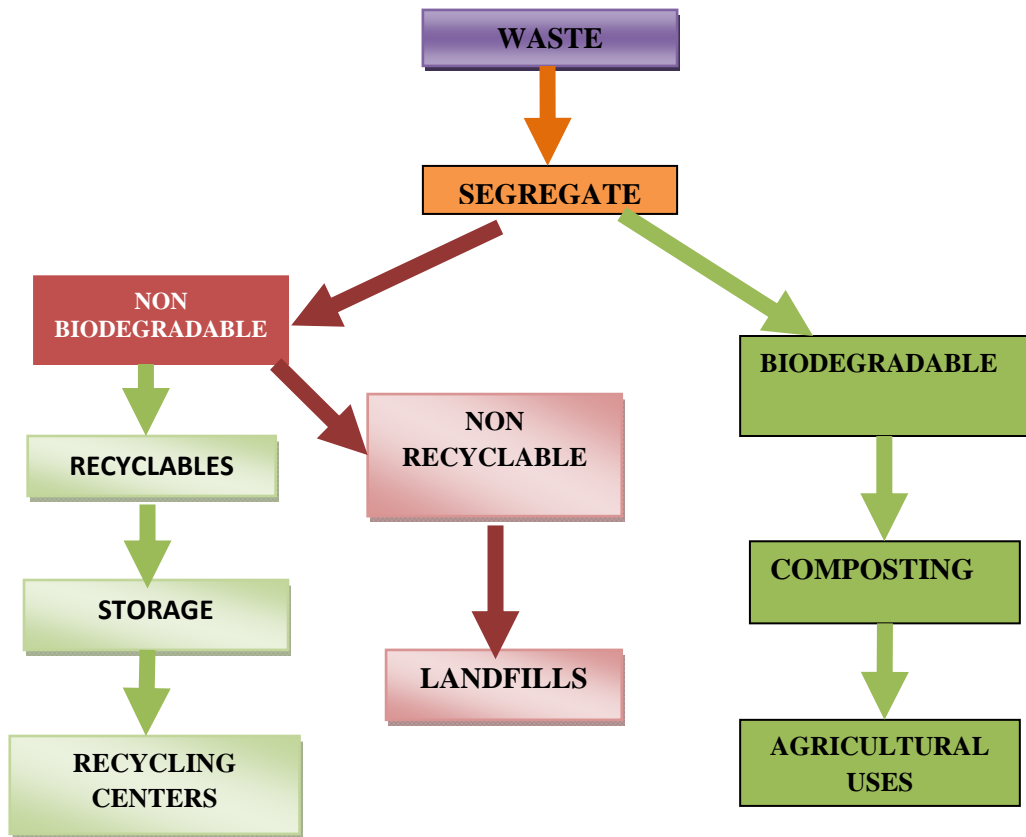 WASTE
SEGREGATE
NON
BIODEGRADABLE
BIODEGRADABLE
NON
RECYCLABLE
RECYCLABLES
COMPOSTING
STORAGE
LANDFILLS
RECYCLING
CENTERS
AGRICULTURAL
USES